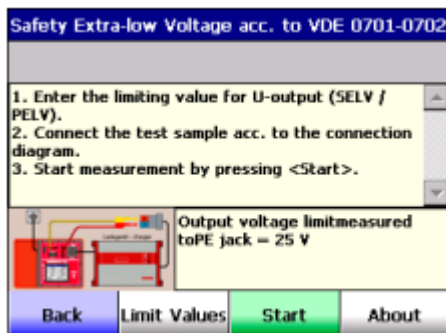 Safety Extra-low Voltage acc. to VDE 0701-0702
1. Enter the limiting value for U-output (SELV /
PELV).
2. Connect the test sample acc. to the connection
diagram.
3. Start measurement by pressing <Start>.
Output voltage limitmeasured
toPE jack = 25 V
Back
Limit Values
Start
About